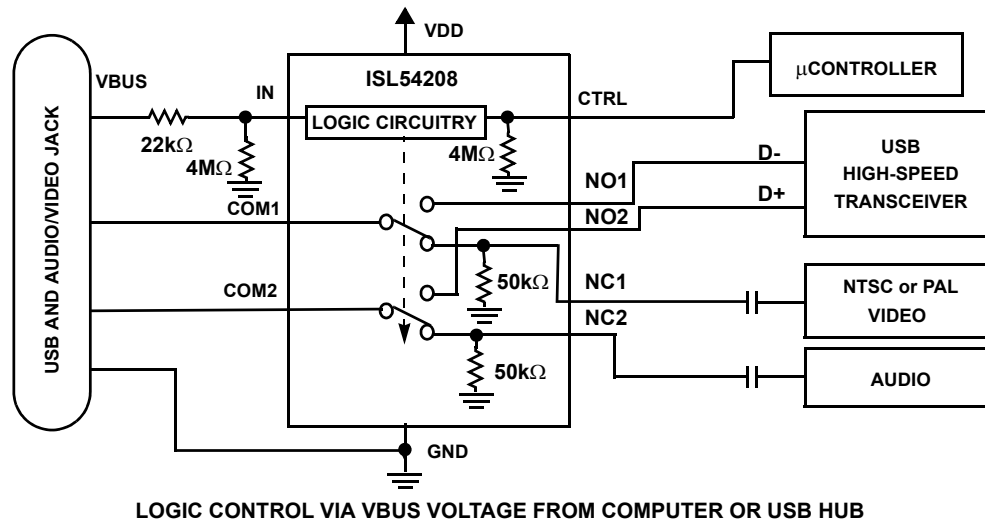 VDD
VBUS
IN
ISL54208
CTRL
µCONTROLLER
LOGIC CIRCUITRY
22kΩ
4MΩ
4MΩ
USB
HIGH-SPEED
TRANSCEIVER
D-
D+
NO1
NO2
COM1
COM2
50kΩ
NC1
NC2
50kΩ
NTSC or PAL
VIDEO
AUDIO
USB AND AUDIO/VIDEO JACK
GND
LOGIC CONTROL VIA VBUS VOLTAGE FROM COMPUTER OR USB HUB